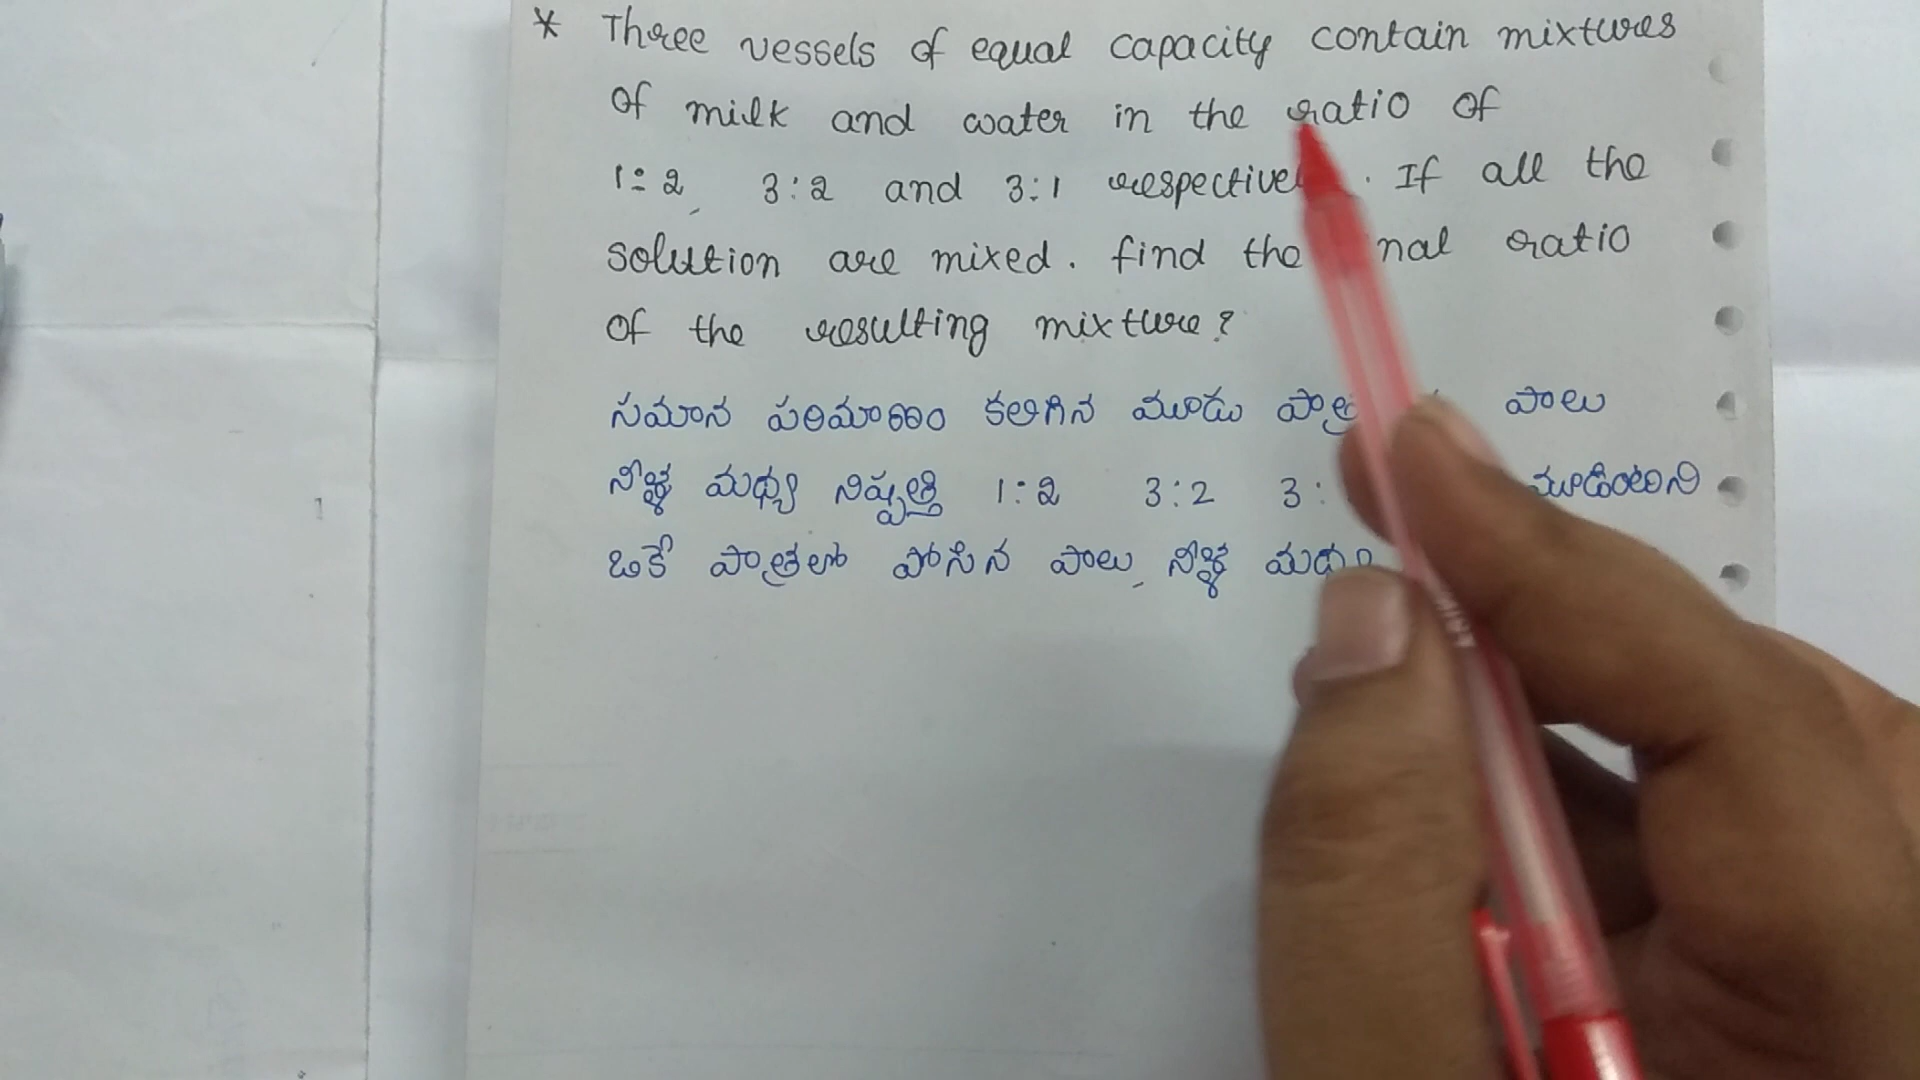 * Three vessels of equal capacity contain mixtures
of milk and water in the ratio of
1:2, 3:2 and 3:1 respective . If all the
solution are mixed. find the nal ratio
of the resulting mixture?
సమాన పరిమాణం కలిగిన మూడు పాత్ర పాలు
నీళ్ళ మధ్య నిష్పత్తి 1:2 3:2 3: మూడింటిని
ఒకే పాత్రలో పోసిన పాలు, నీళ్ళ మధ్య